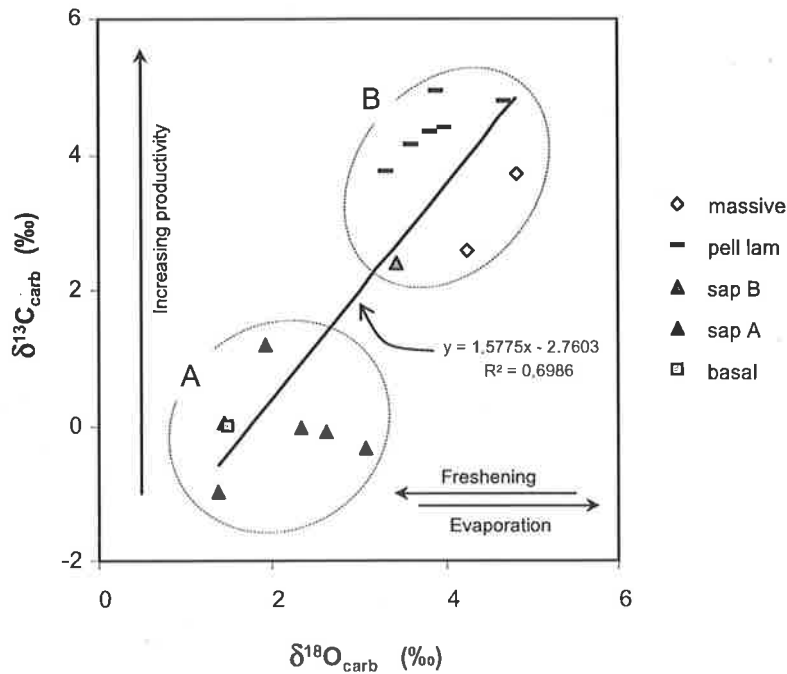 6
4
2
0
-2
0
2
4
6
δ13Ccarb (‰)
δ18Ocarb (‰)
Increasing productivity
B
A
y = 1,5775x - 2.7603
R² = 0,6986
Freshening
Evaporation
massive
pell lam
sap B
sap A
basal